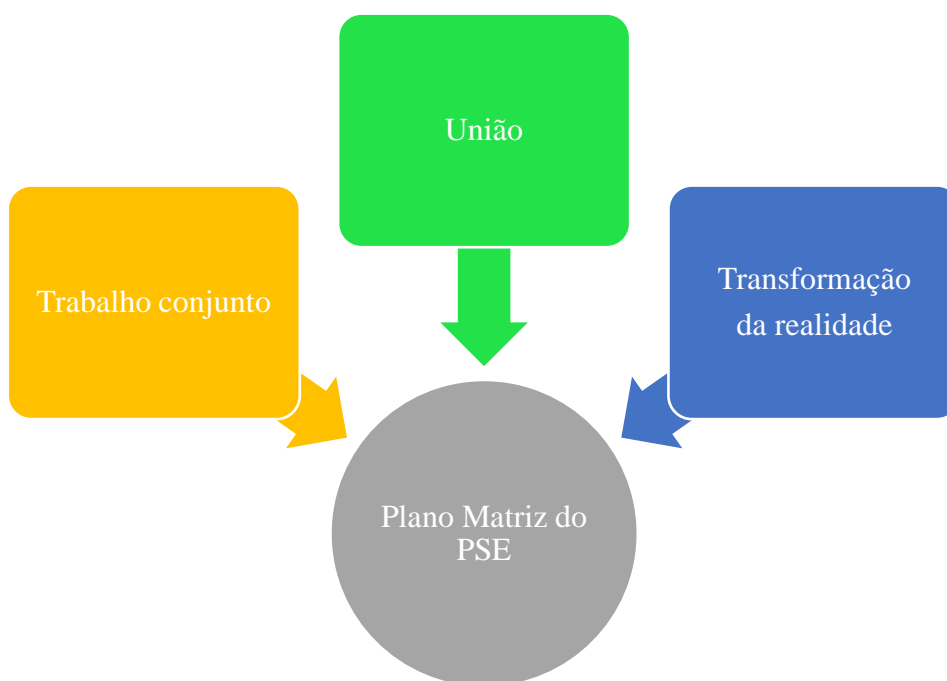 União
Trabalho conjunto
Transformação
da realidade
Plano Matriz do
PSE